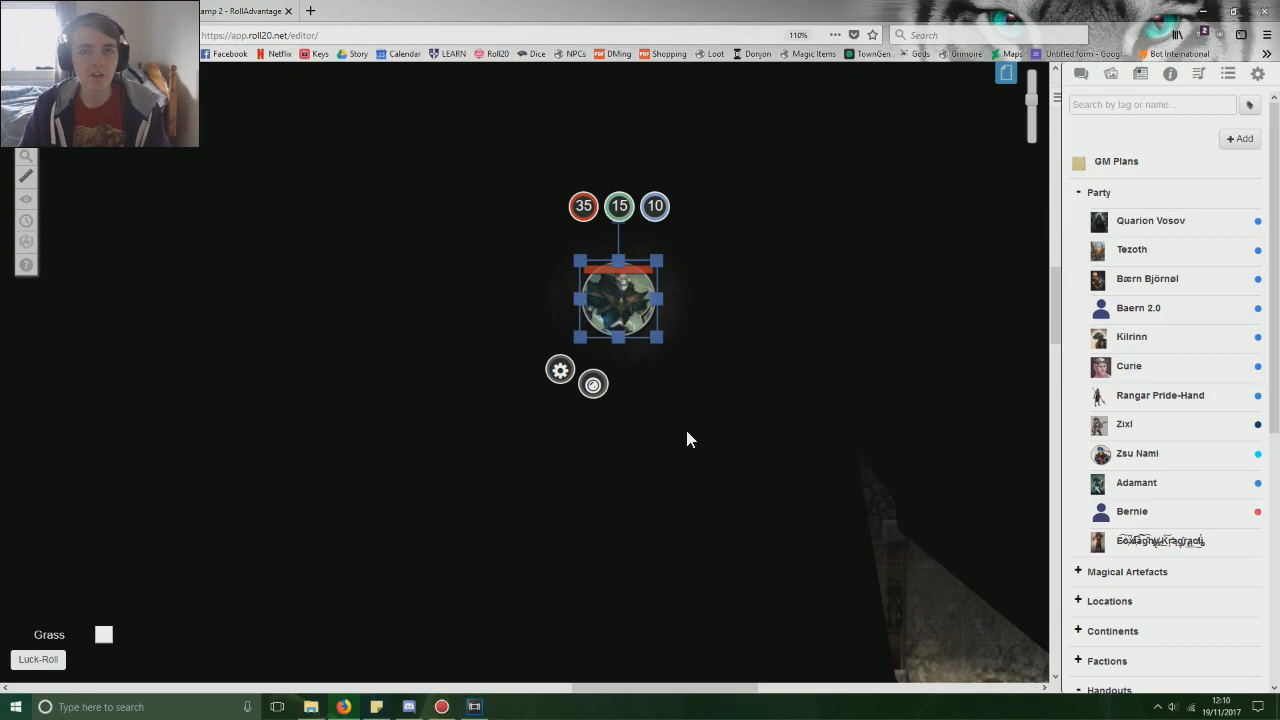 amp 2 - RollAdvantage
https://app.roll20.net/editor/
110%
Search
Facebook Netflix Keys Story Calendar LEARN Roll20 Dice NPCs DMing Shopping Loot Donjon Magic Items TownGen Gods Grimoire Maps Untitled form - Goog Bot International
2
Search by tag or name...
+ Add
GM Plans
- Party
Quarion Vosov
Tezoth
Bærn Björnøl
Baern 2.0
Kilrinn
Curie
Rangar Pride-Hand
Zixl
Zsu Nami
Adamant
Bernie
+ Magical Artefacts
+ Locations
+ Continents
+ Factions
- Handouts
35 15 10
Grass
Luck-Roll
Type here to search
12:10
19/11/2017